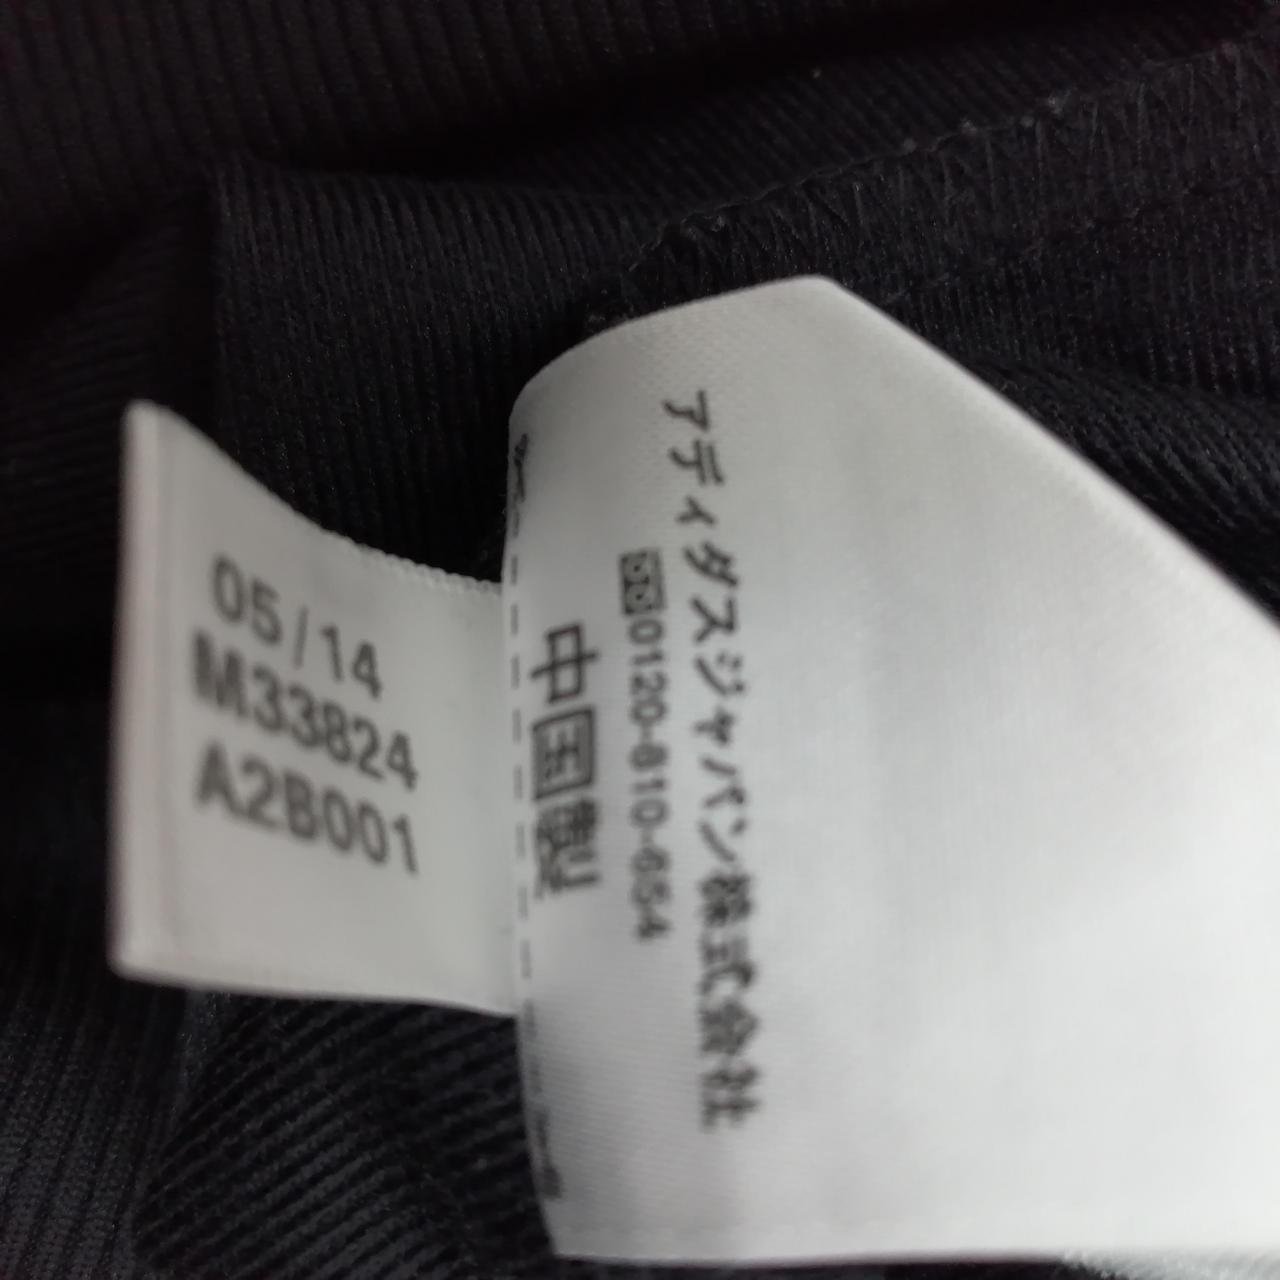 05/14
M33824
A2B001
アディダスジャパン株式会社
0120-810-654
中国製